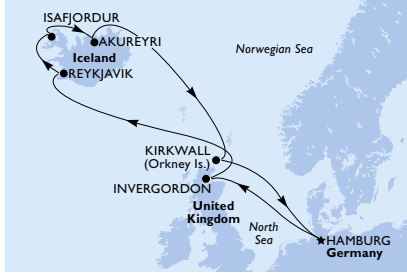 ISAFJORDUR
AKUREYRI
Iceland
REYKJAVIK
Norwegian Sea
KIRKWALL
(Orkney Is.)
INVERGORDON
United
Kingdom
North
Sea
HAMBURG
Germany